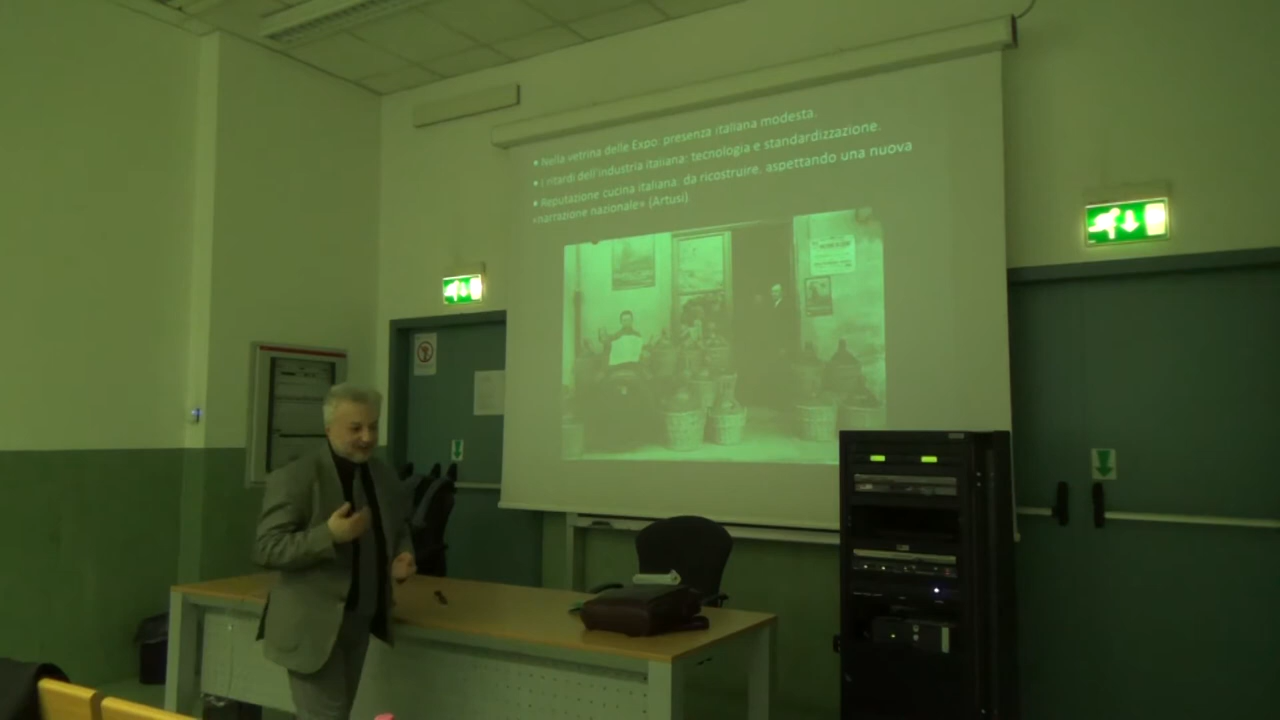 • Nella vetrina delle Expo: presenza italiana modesta.
• I ritardi dell'industria italiana: tecnologia e standardizzazione.
• Reputazione cucina italiana: da ricostruire, aspettando una nuova
«narrazione nazionale» (Artusi)